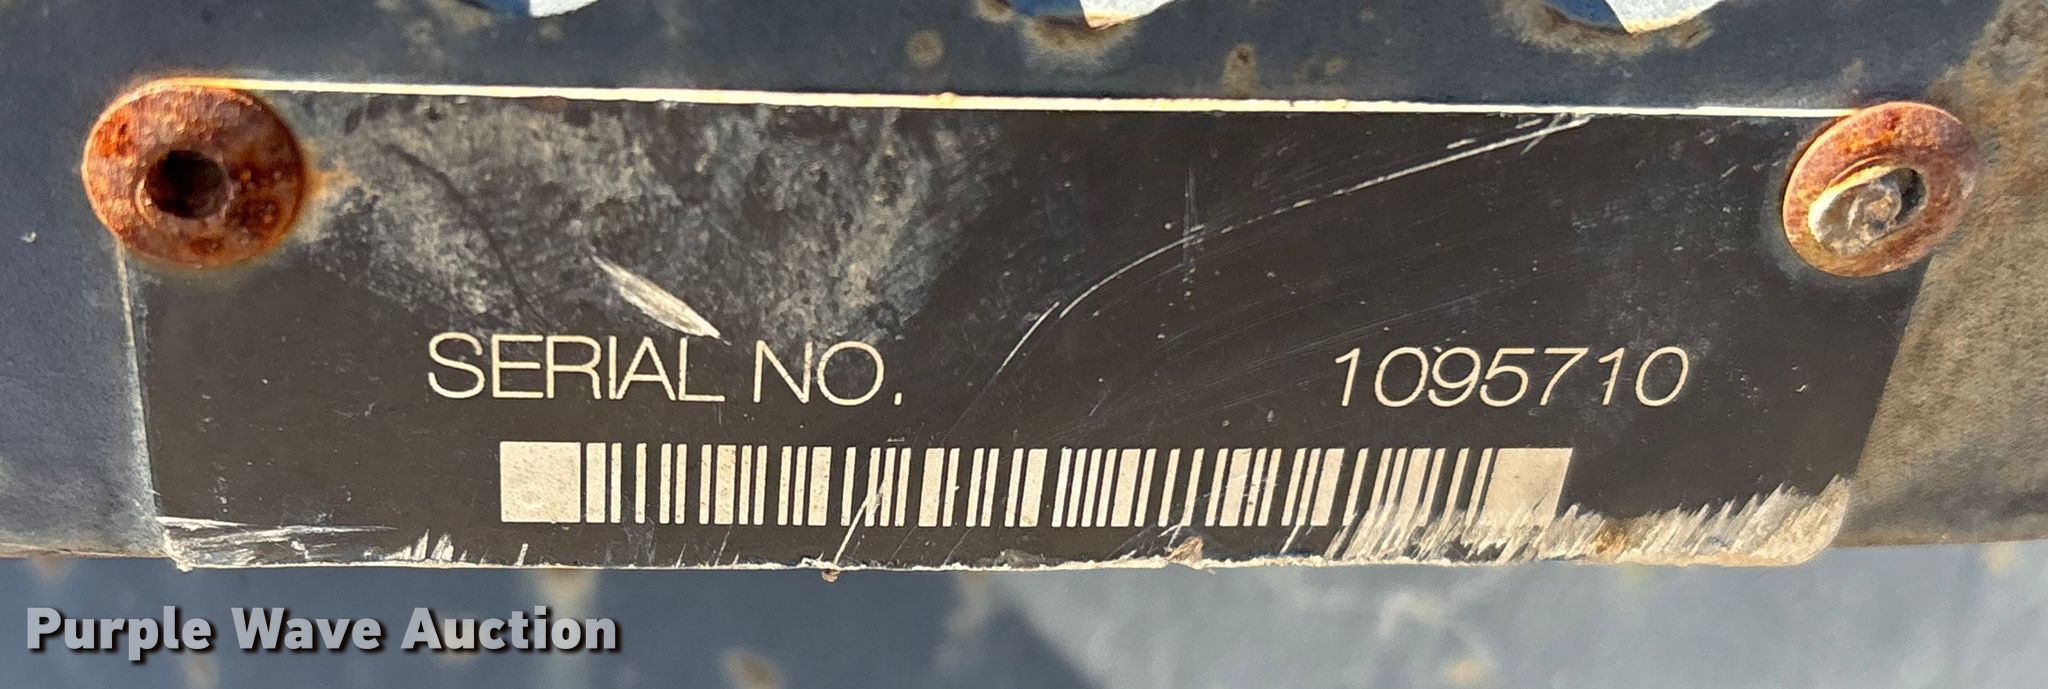 SERIAL NO. 1095710
Purple Wave Auction